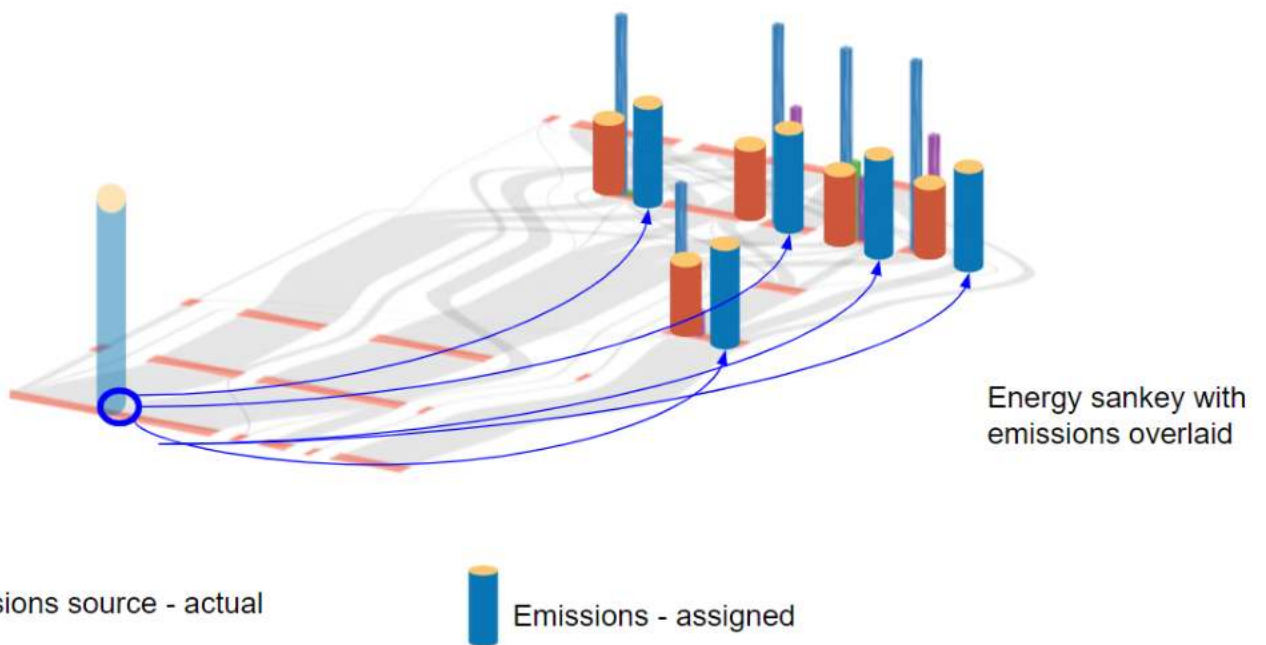 Energy sankey with
emissions overlaid
sions source - actual
Emissions - assigned